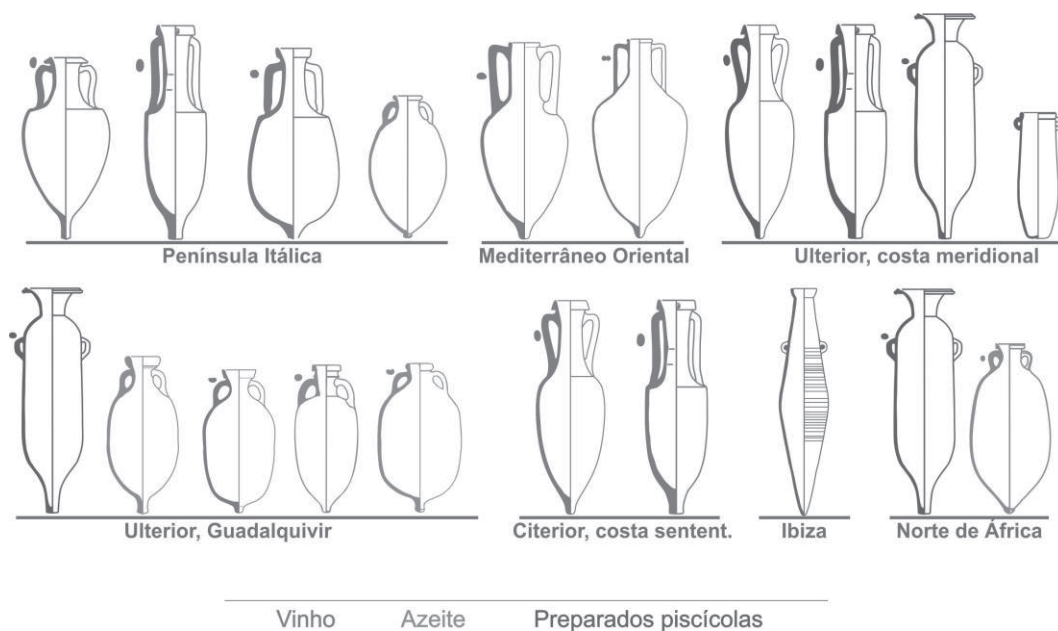 Península Itálica
Mediterrâneo Oriental
Ulterior, costa meridional
Ulterior, Guadalquivir
Citerior, costa sentent.
Ibiza
Norte de África
Vinho
Azeite
Preparados piscícolas